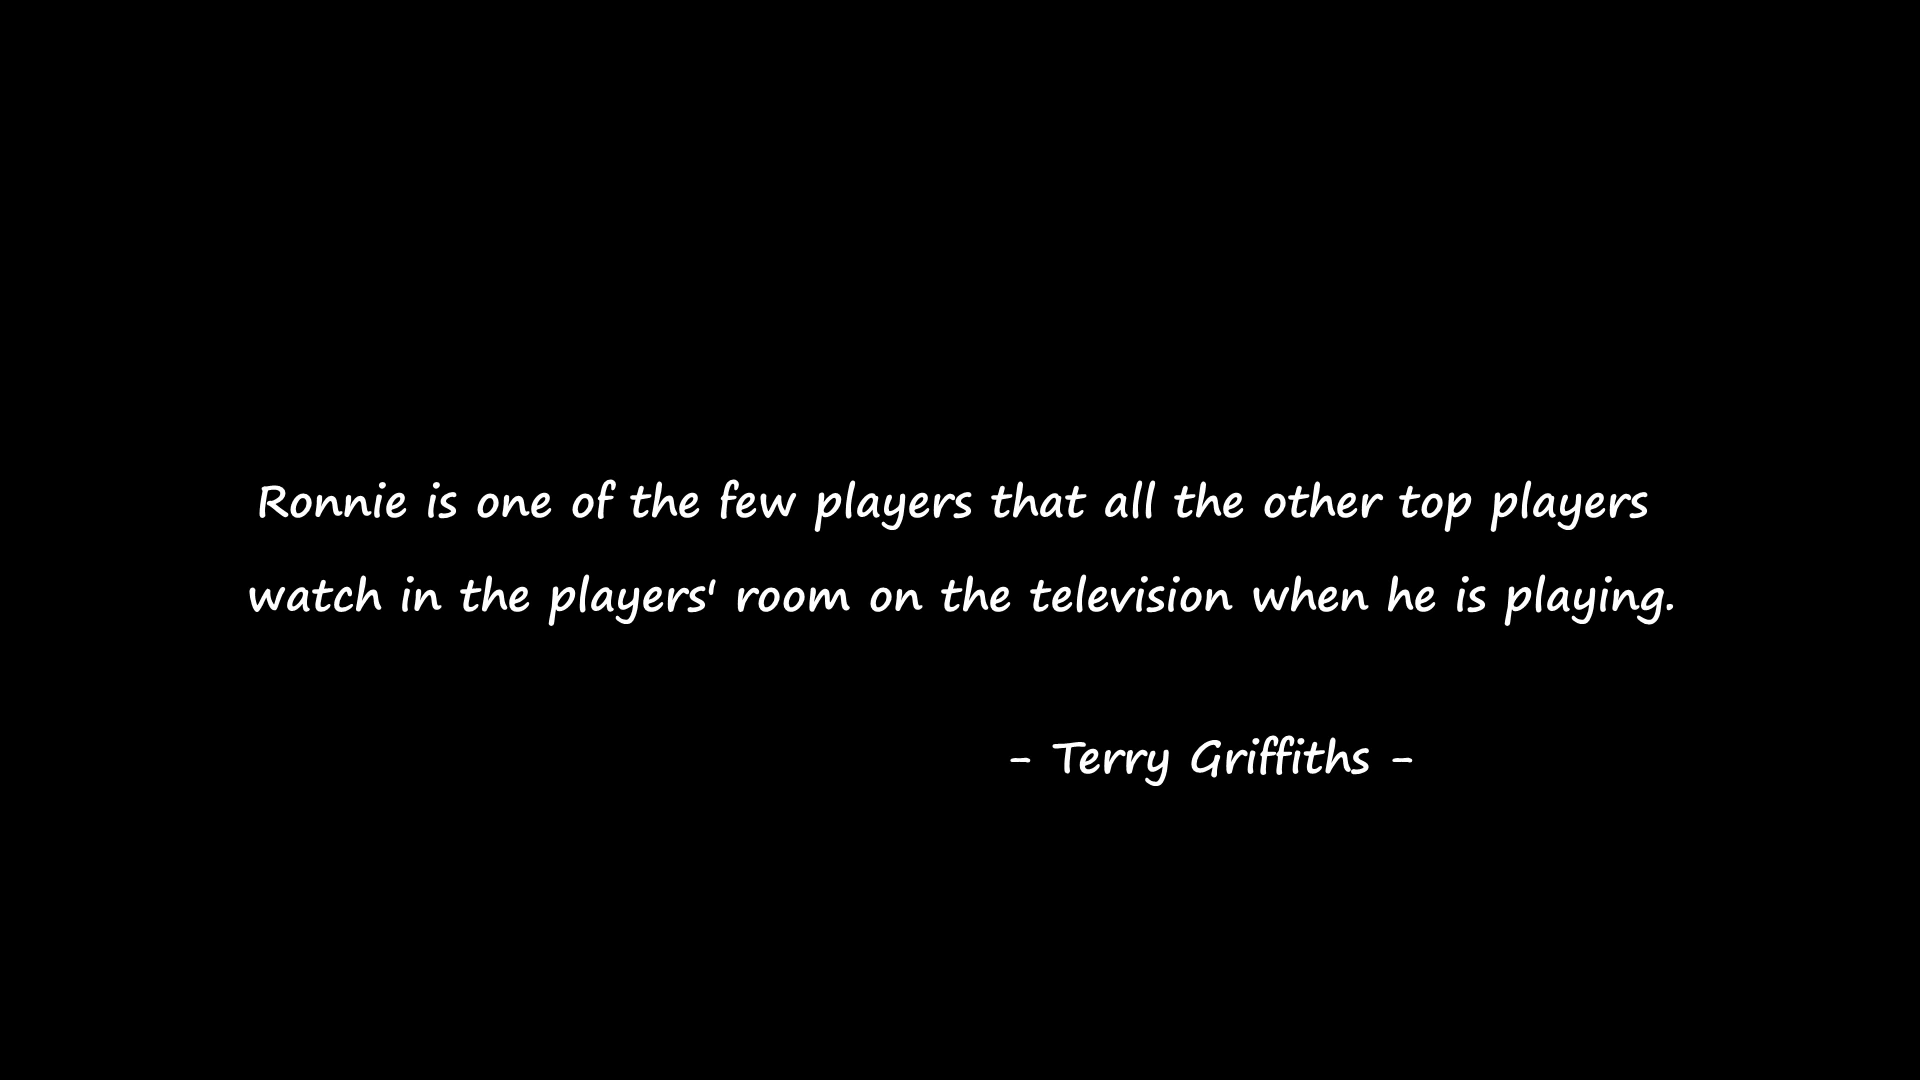 Ronnie is one of the few players that all the other top players
watch in the players' room on the television when he is playing.
- Terry Griffiths -